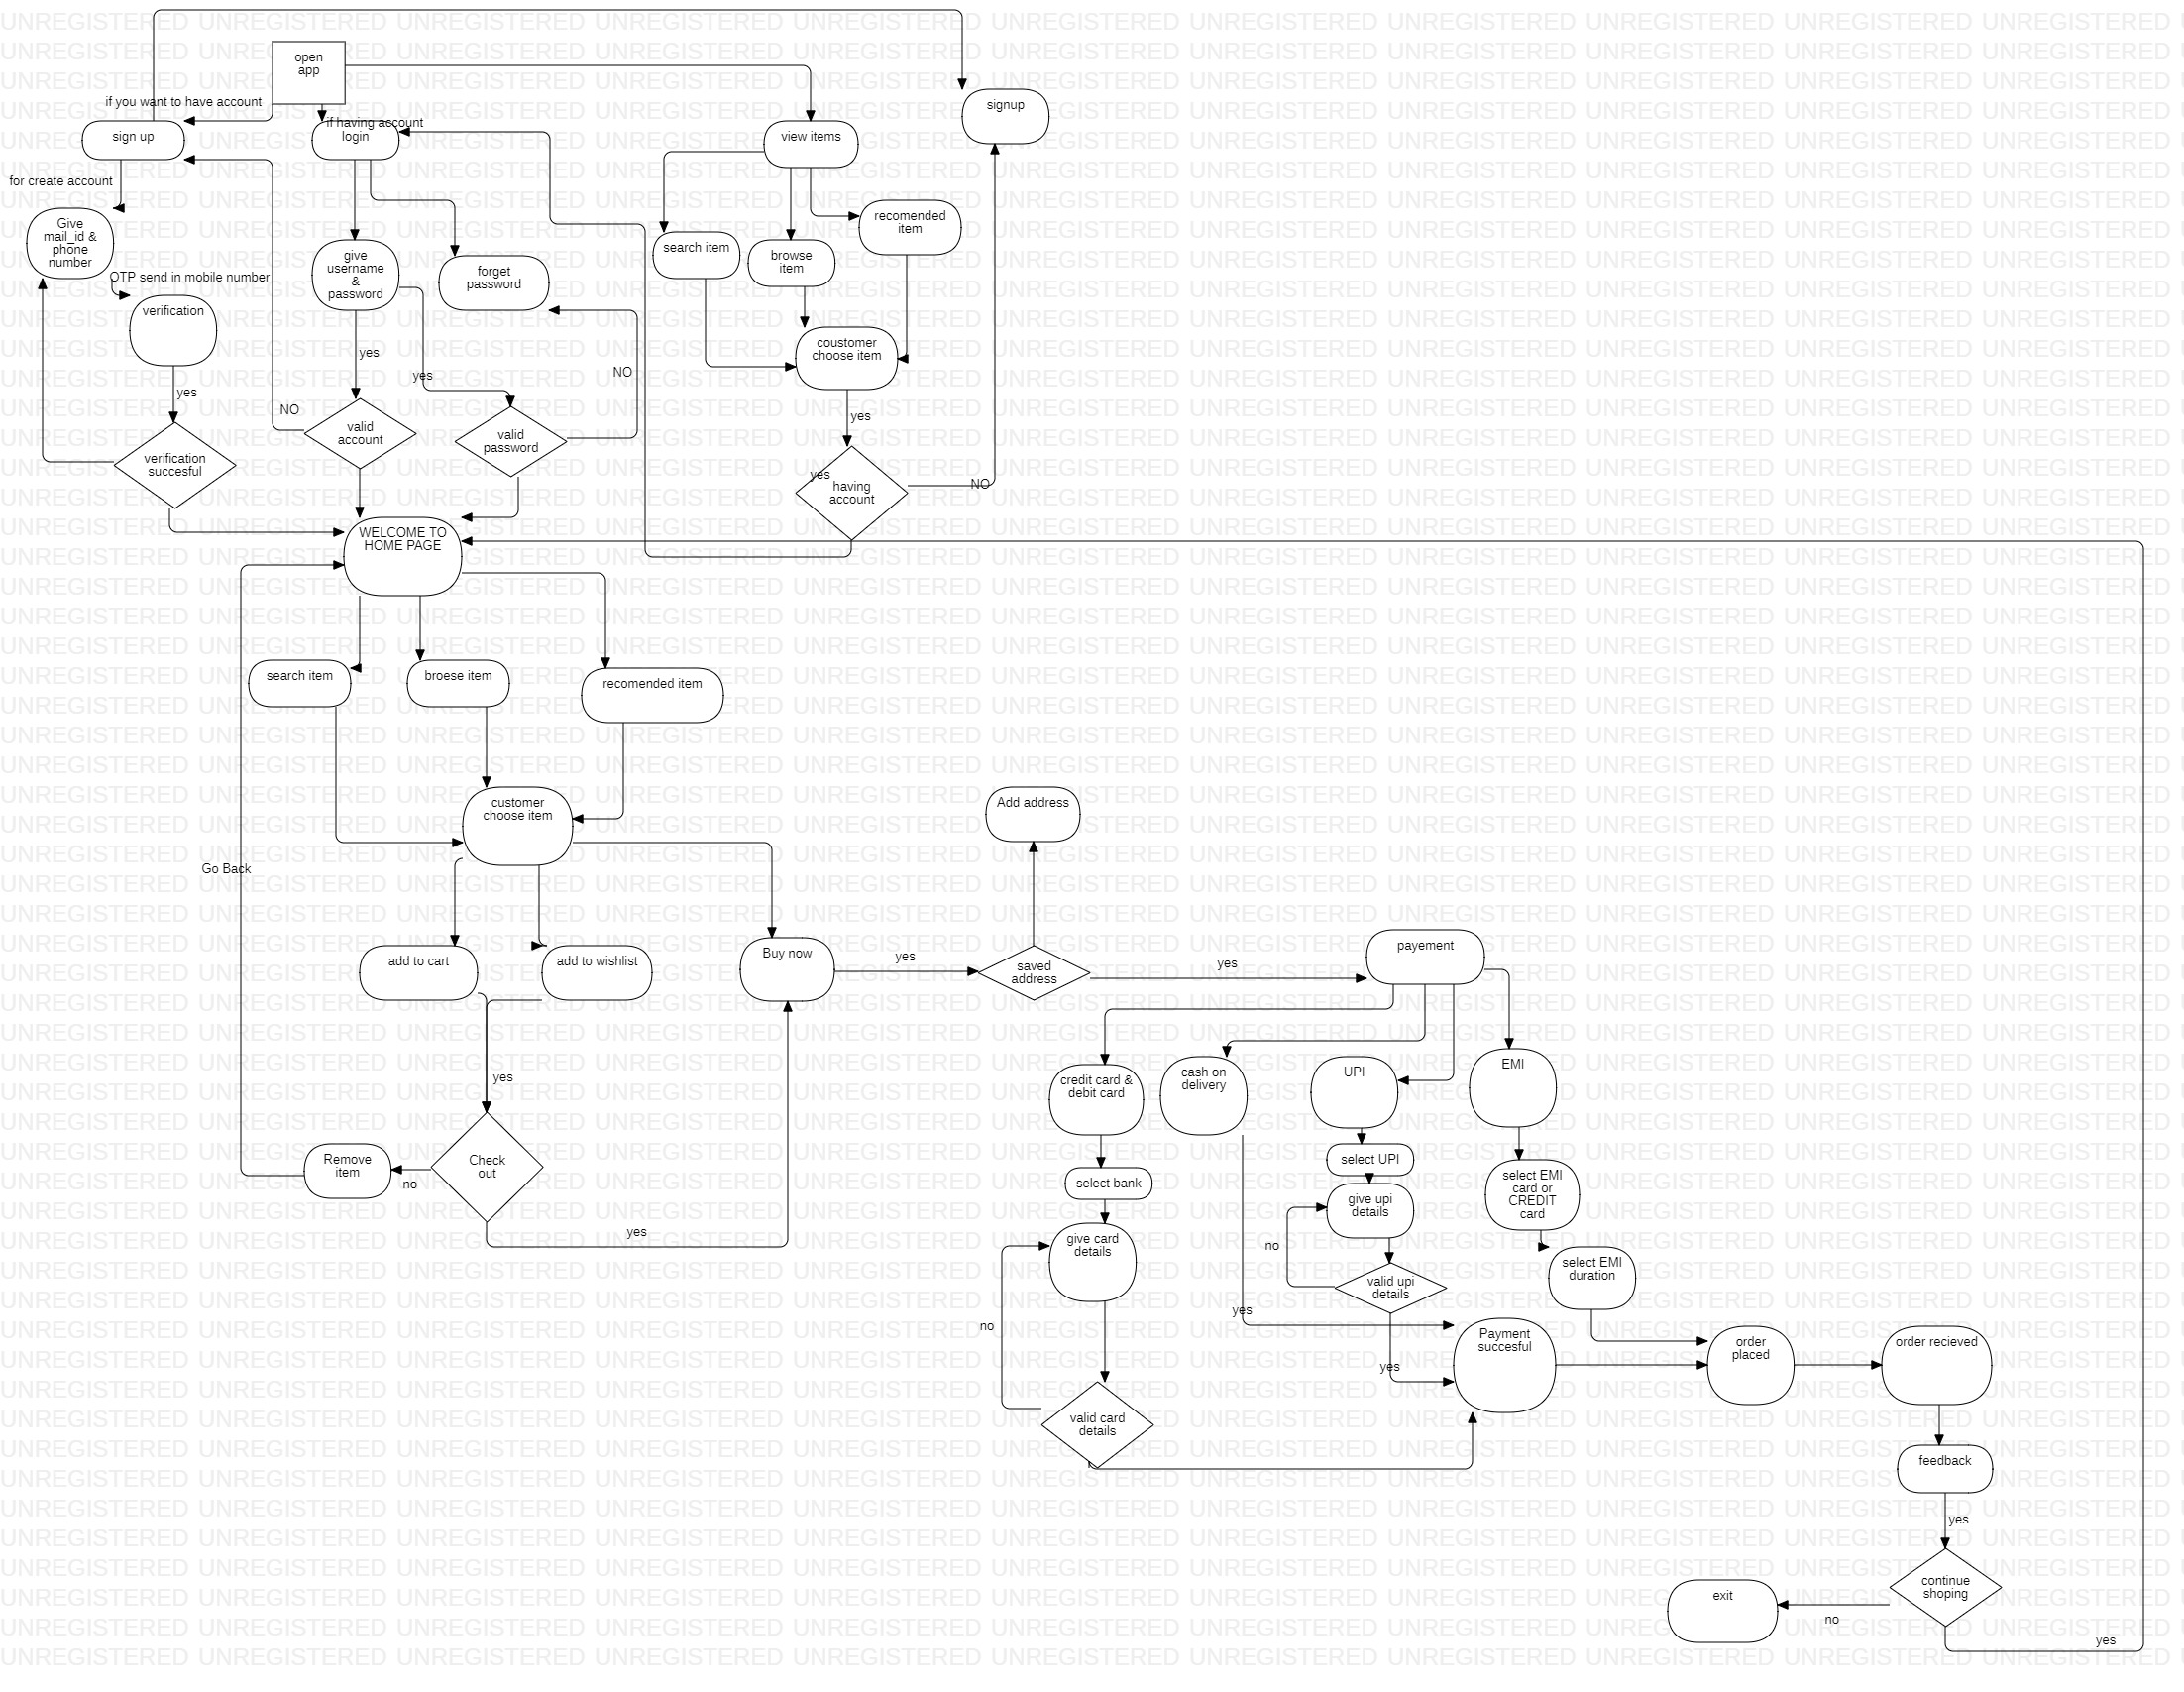 open
app
if you want to have account
sign up
if having account
login
view items
signup
for create account
Give
mail_id &
phone
number
OTP send in mobile number
verification
yes
verification
succesful
give
username
&
password
forget
password
yes
yes
NO
NO
valid
account
valid
password
search item
browse
item
recomended
item
coustomer
choose item
yes
yes
having
account
NO
WELCOME TO
HOME PAGE
search item
broese item
recomended item
customer
choose item
Go Back
add to cart
add to wishlist
Buy now
yes
Check
out
Remove
item
no
yes
yes
Add address
saved
address
yes
payement
credit card &
debit card
cash on
delivery
UPI
EMI
select bank
select UPI
give upi
details
select EMI
card or
CREDIT
card
give card
details
no
valid upi
details
select EMI
duration
no
yes
yes
valid card
details
Payment
succesful
order
placed
order recieved
feedback
yes
continue
shoping
exit
no
yes
UNREGISTERED